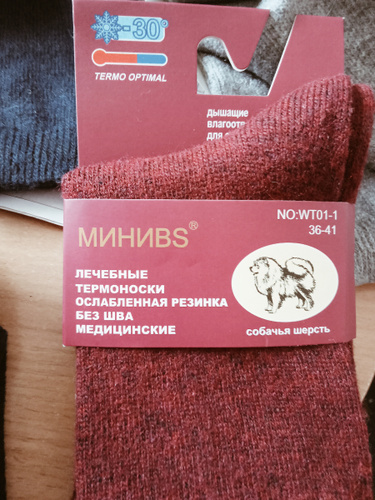 -30°
TERMO OPTIMAL
дышащие
влагоотв
для
МИНИВS®
NO:WT01-1
36-41
ЛЕЧЕБНЫЕ
ТЕРМОНОСКИ
ОСЛАБЛЕННАЯ РЕЗИНКА
БЕЗ ШВА
МЕДИЦИНСКИЕ
собачья шерсть